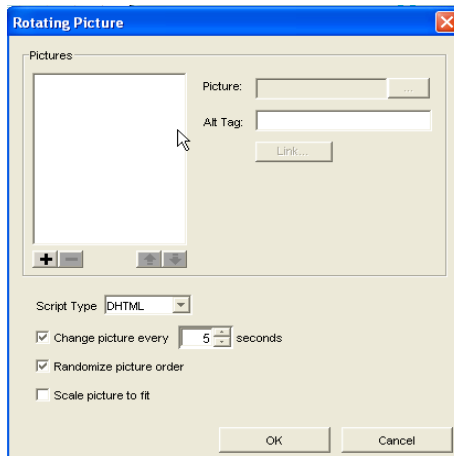 Rotating Picture
Pictures
Picture:
...
Alt Tag:
Link...
Script Type DHTML
Change picture every 5 seconds
Randomize picture order
Scale picture to fit
OK Cancel